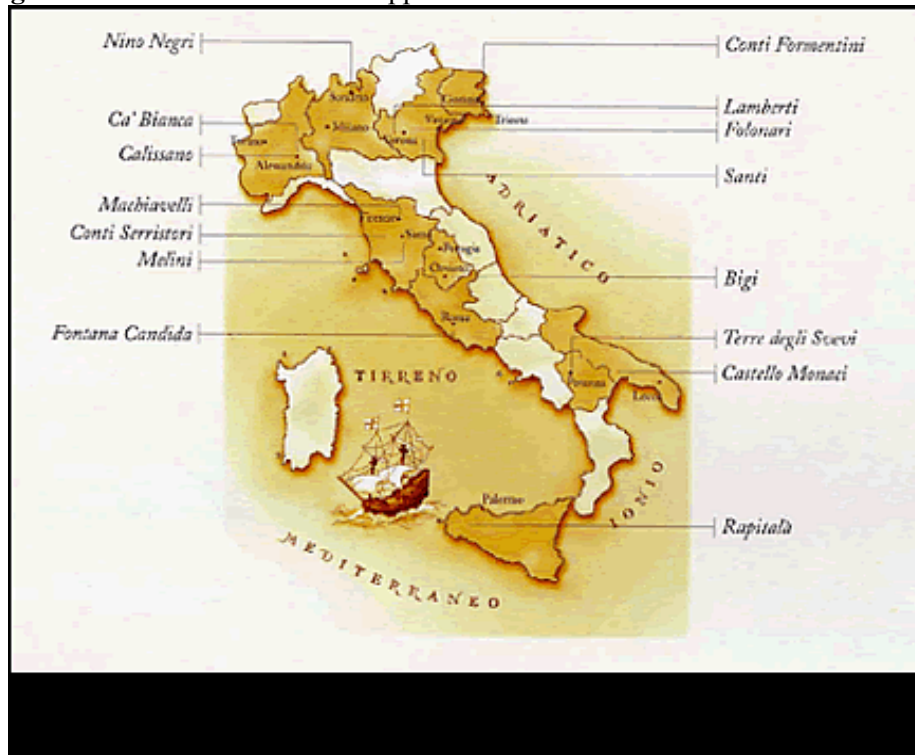 Nino Negri
Conti Formentini
Sondrio
Gorizia
Lamberti
Ca' Bianca
Trieste
Folonari
Milano
Verona
Torino
Calissano
Alessandria
Santi
ADRIATICO
Machiavelli
Firenze
Conti Serristori
Siena
Perugia
Melini
Orvieto
Bigi
Roma
Fontana Candida
Terre degli Svevi
TIRRENO
Castello Monaci
Potenza
Lecce
IONIO
Palermo
Rapitalà
MEDITERRANEO